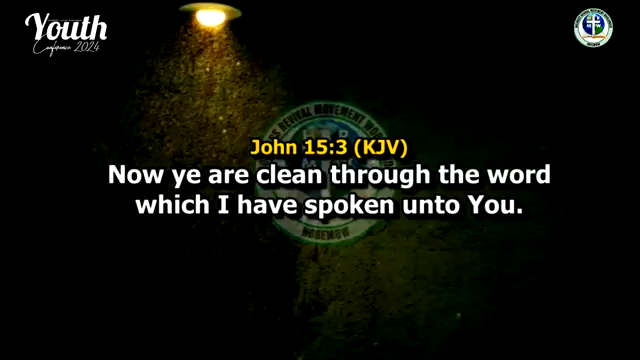 Youth
Conference 2024
John 15:3 (KJV)
Now ye are clean through the word
which I have spoken unto You.